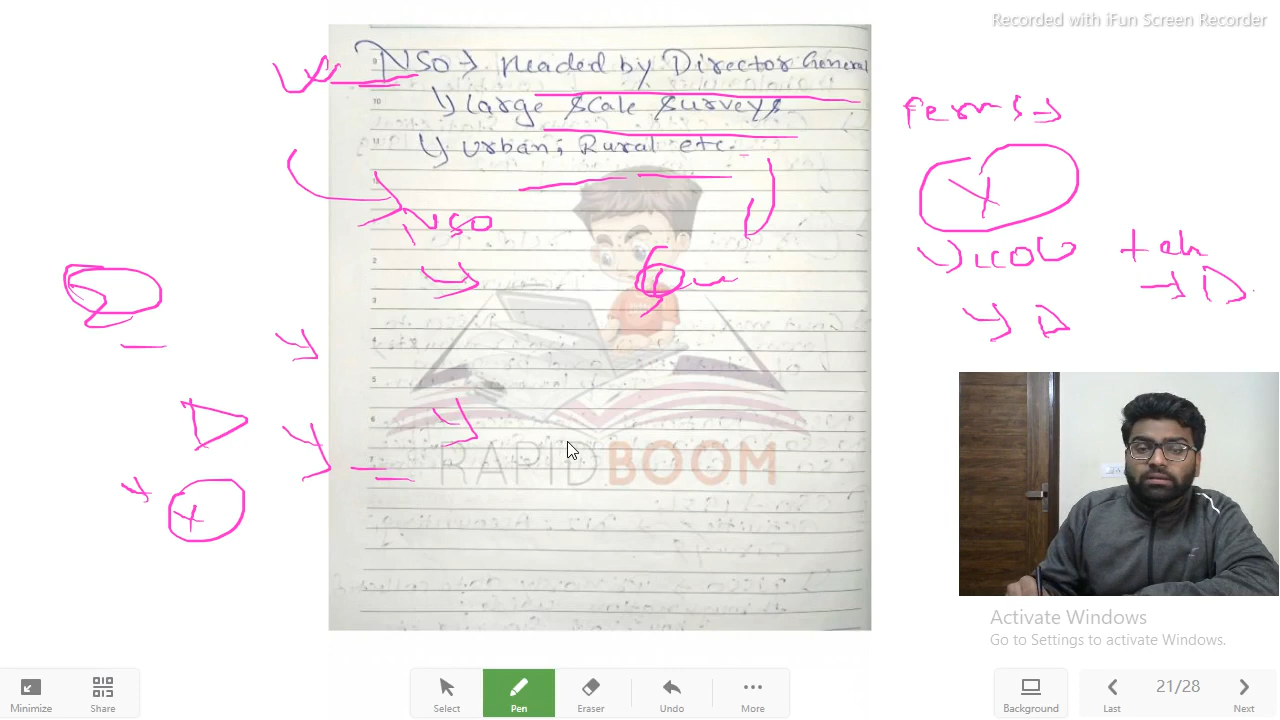 Recorded with iFun Screen Recorder
NSO → Headed by Director General
Large Scale Surveys
Urban, Rural etc.
NSO
RAPIDBOOM
Activate Windows
Go to Settings to activate Windows.
Minimize
Share
Select
Pen
Eraser
Undo
More
Background
Last
21/28
Next